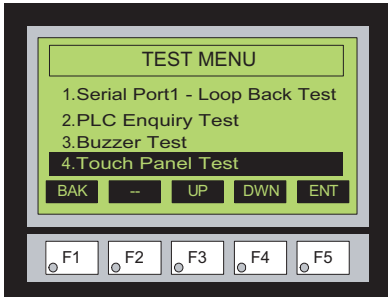 TEST MENU
1.Serial Port1 - Loop Back Test
2.PLC Enquiry Test
3.Buzzer Test
4.Touch Panel Test
BAK -- UP DWN ENT
F1 F2 F3 F4 F5